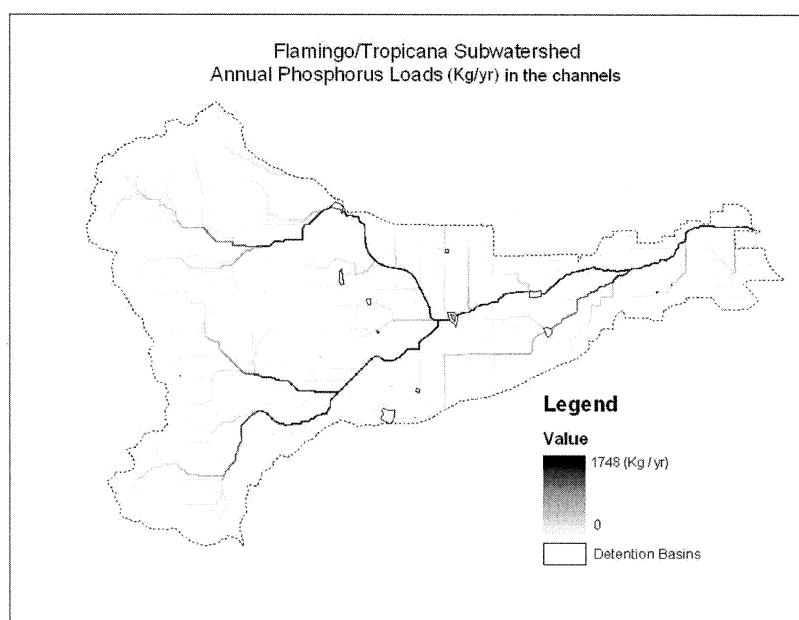 Flamingo/Tropicana Subwatershed
Annual Phosphorus Loads (Kg/yr) in the channels
Legend
Value
1748 (Kg / yr)
0
Detention Basins